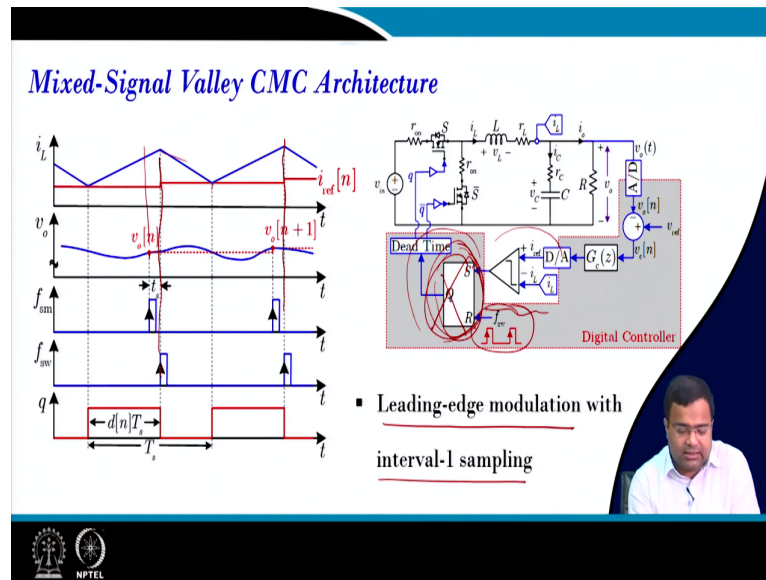 Mixed-Signal Valley CMC Architecture
i_L
i_ref[n]
t
v_o
v_o[n]
v_o[n+1]
t_s
t
f_sm
t
f_sw
t
q
d[n]T_s
T_s
t
r_on
S
i_L
L
r_L
i_L
i_o
+ v_L −
v_in
q
r_on
S̄
q̄
i_C
r_C
+
v_C
−
C
R
+
v_o
−
v_o(t)
A/D
v_o[n]
−
+
v_ref
v_e[n]
Dead Time
S
Q
R
f_sw
+
i_ref
−
i_L
D/A
G_c(z)
Digital Controller
▪ Leading-edge modulation with
interval-1 sampling
NPTEL